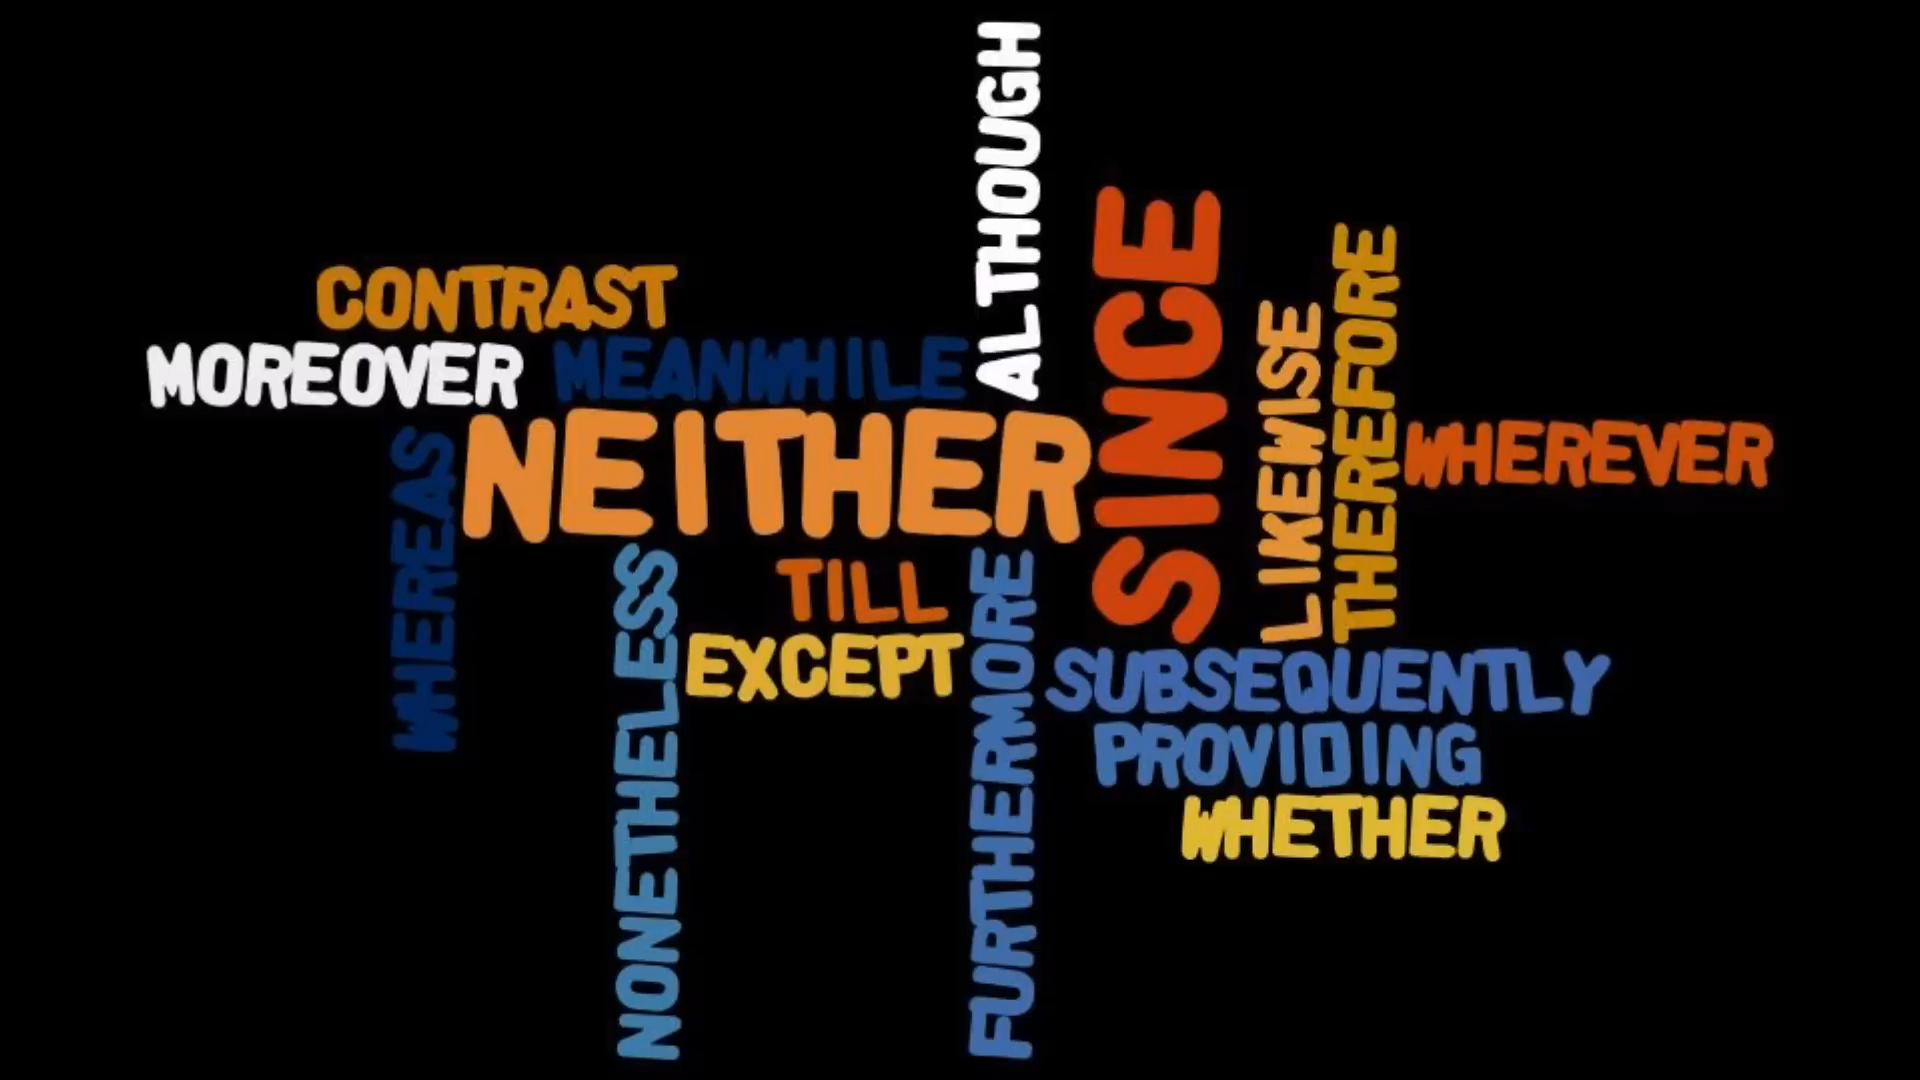 ALTHOUGH
SINCE
THEREFORE
CONTRAST
LIKEWISE
MOREOVER
MEANWHILE
NEITHER
WHEREVER
WHEREAS
NONETHELESS
TILL
FURTHERMORE
EXCEPT
SUBSEQUENTLY
PROVIDING
WHETHER